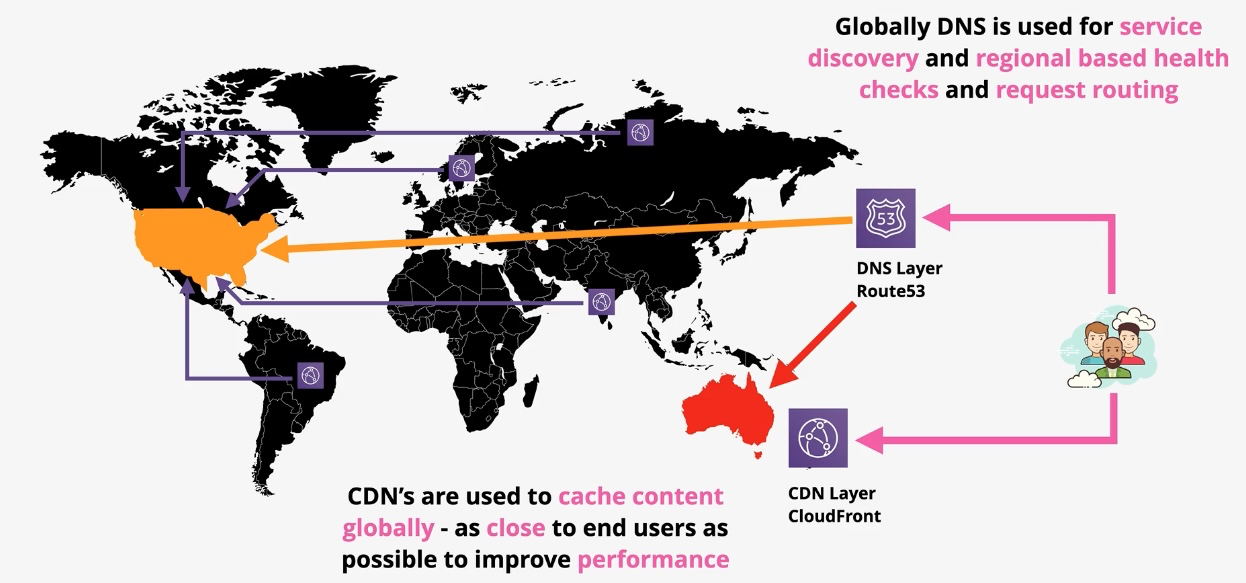 Globally DNS is used for service
discovery and regional based health
checks and request routing
53
DNS Layer
Route53
CDN Layer
CloudFront
CDN's are used to cache content
globally - as close to end users as
possible to improve performance